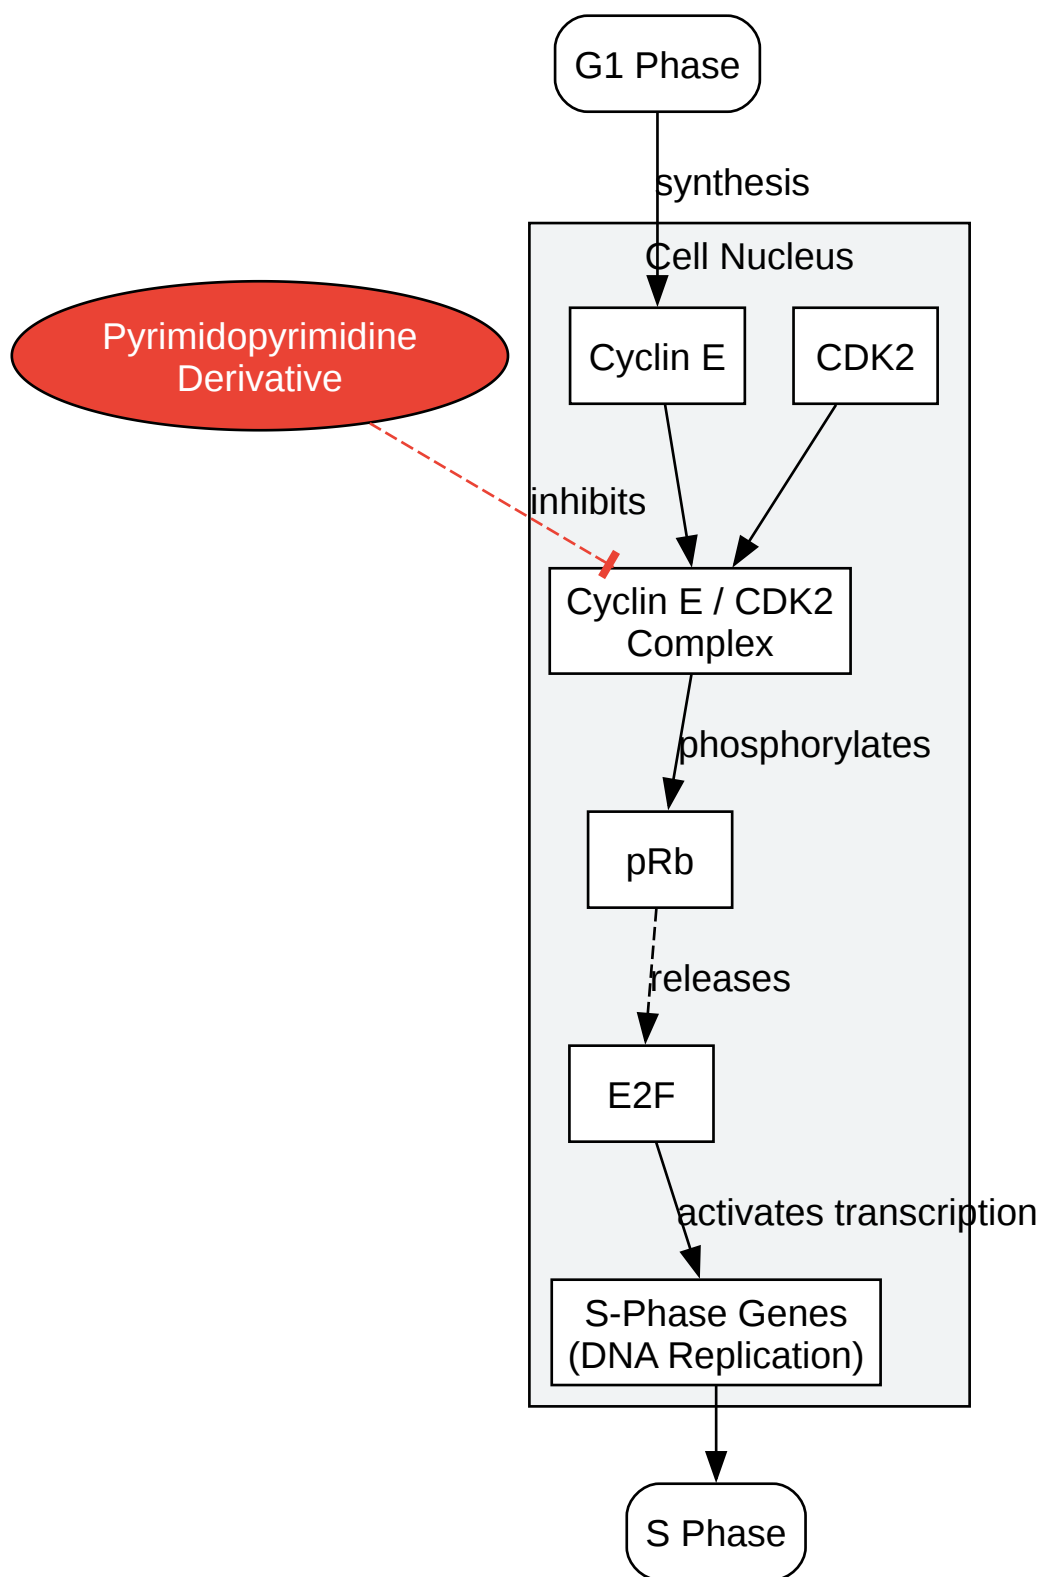 G1 Phase
synthesis
Cell Nucleus
Pyrimidopyrimidine
Derivative
Cyclin E
CDK2
inhibits
Cyclin E / CDK2
Complex
phosphorylates
pRb
releases
E2F
activates transcription
S-Phase Genes
(DNA Replication)
S Phase